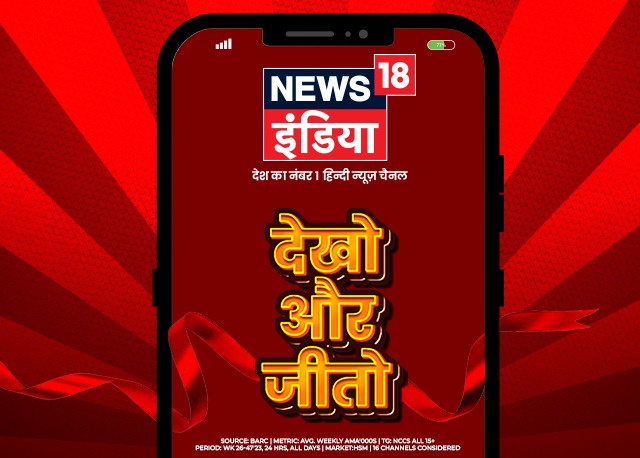 77%
NEWS 18
इंडिया
देश का नंबर 1 हिन्दी न्यूज़ चैनल
देखो
और
जीतो
SOURCE: BARC | METRIC: AVG. WEEKLY AMA'000S | TG: NCCS ALL 15+
PERIOD: WK 26-47'23, 24 HRS, ALL DAYS | MARKET:HSM | 16 CHANNELS CONSIDERED